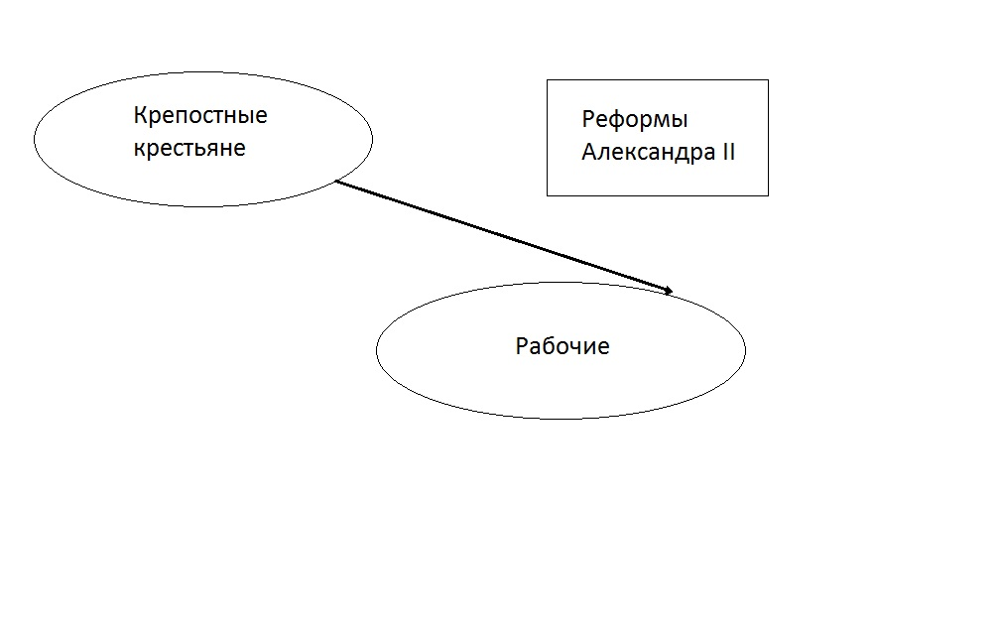 Крепостные
крестьяне
Реформы
Александра II
Рабочие